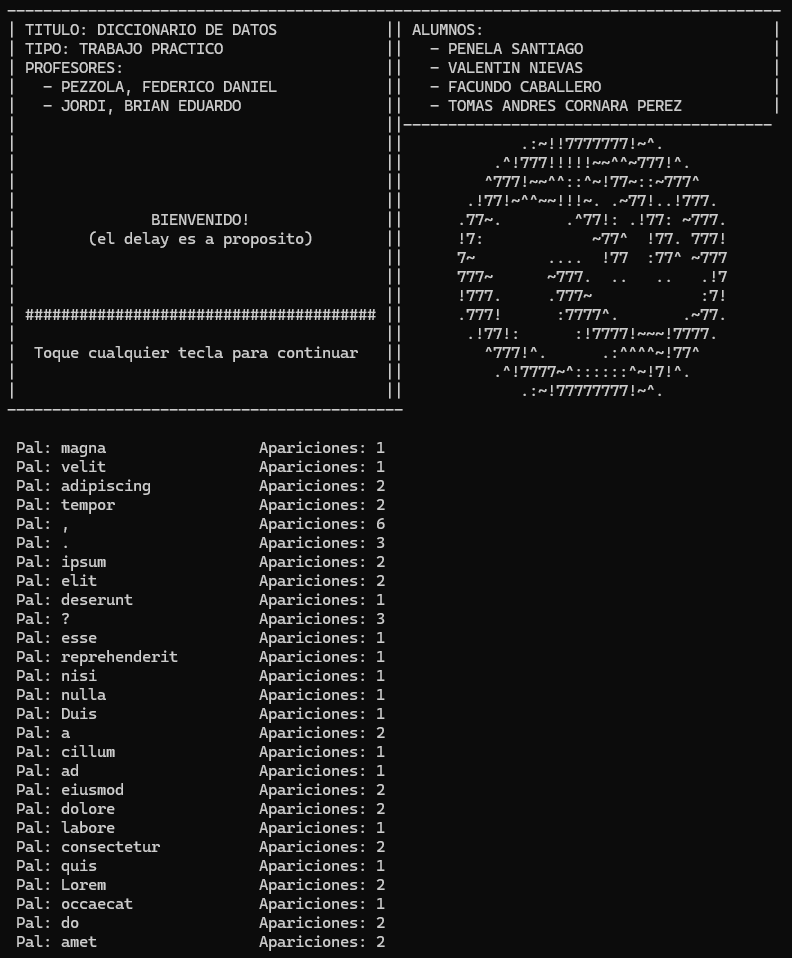 TITULO: DICCIONARIO DE DATOS
TIPO: TRABAJO PRACTICO
PROFESORES:
- PEZZOLA, FEDERICO DANIEL
- JORDI, BRIAN EDUARDO
ALUMNOS:
- PENELA SANTIAGO
- VALENTIN NIEVAS
- FACUNDO CABALLERO
- TOMAS ANDRES CORNARA PEREZ
BIENVENIDO!
(el delay es a proposito)
#######################################
Toque cualquier tecla para continuar
.:~!!7777777!~^.
.^!777!!!!!~~^^~777!^.
^777!~~^^::^~!77~::~777^
.!77!~^^~~!!!~. .~77!..!777.
.77~.       .^77!: .!77: ~777.
!7:            ~77^  !77. 777!
7~        ....  !77  :77^ ~777
777~      ~777.  ..   ..   .!7
!777.     .777~            :7!
.777!      :7777^.       .~77.
.!77!:      :!7777!~~~!7777.
^777!^.      .:^^^^~!77^
.^!7777~^::::::^~!7!^.
.:~!77777777!~^.
Pal: magna Apariciones: 1
Pal: velit Apariciones: 1
Pal: adipiscing Apariciones: 2
Pal: tempor Apariciones: 2
Pal: , Apariciones: 6
Pal: . Apariciones: 3
Pal: ipsum Apariciones: 2
Pal: elit Apariciones: 2
Pal: deserunt Apariciones: 1
Pal: ? Apariciones: 3
Pal: esse Apariciones: 1
Pal: reprehenderit Apariciones: 1
Pal: nisi Apariciones: 1
Pal: nulla Apariciones: 1
Pal: Duis Apariciones: 1
Pal: a Apariciones: 2
Pal: cillum Apariciones: 1
Pal: ad Apariciones: 1
Pal: eiusmod Apariciones: 2
Pal: dolore Apariciones: 2
Pal: labore Apariciones: 1
Pal: consectetur Apariciones: 2
Pal: quis Apariciones: 1
Pal: Lorem Apariciones: 2
Pal: occaecat Apariciones: 1
Pal: do Apariciones: 2
Pal: amet Apariciones: 2